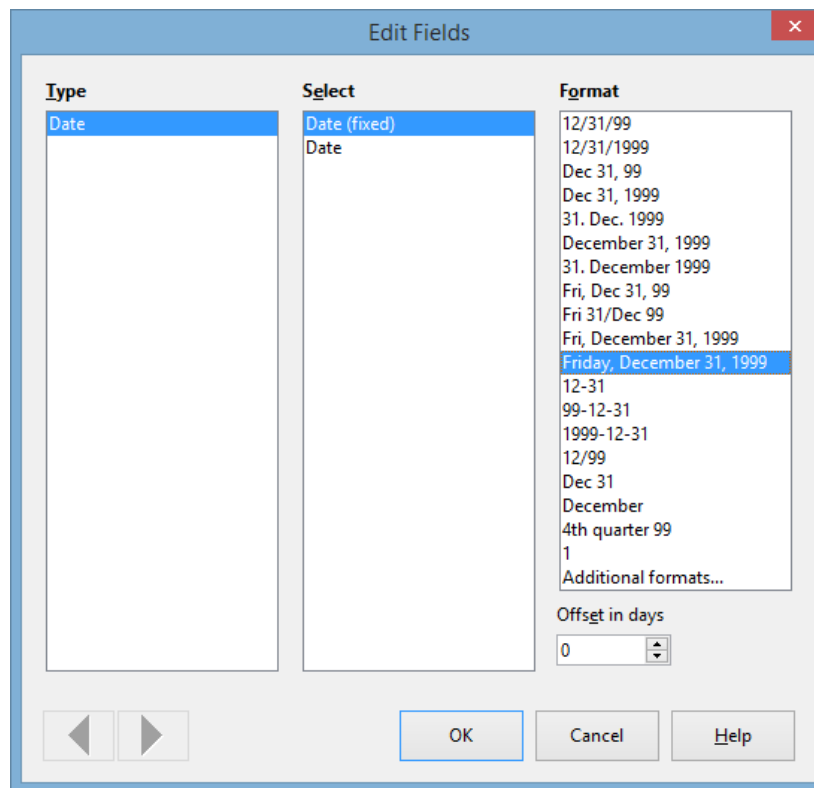 Edit Fields
Type
Date
Select
Date (fixed)
Date
Format
12/31/99
12/31/1999
Dec 31, 99
Dec 31, 1999
31. Dec. 1999
December 31, 1999
31. December 1999
Fri, Dec 31, 99
Fri 31/Dec 99
Fri, December 31, 1999
Friday, December 31, 1999
12-31
99-12-31
1999-12-31
12/99
Dec 31
December
4th quarter 99
1
Additional formats...
Offset in days
0
OK
Cancel
Help